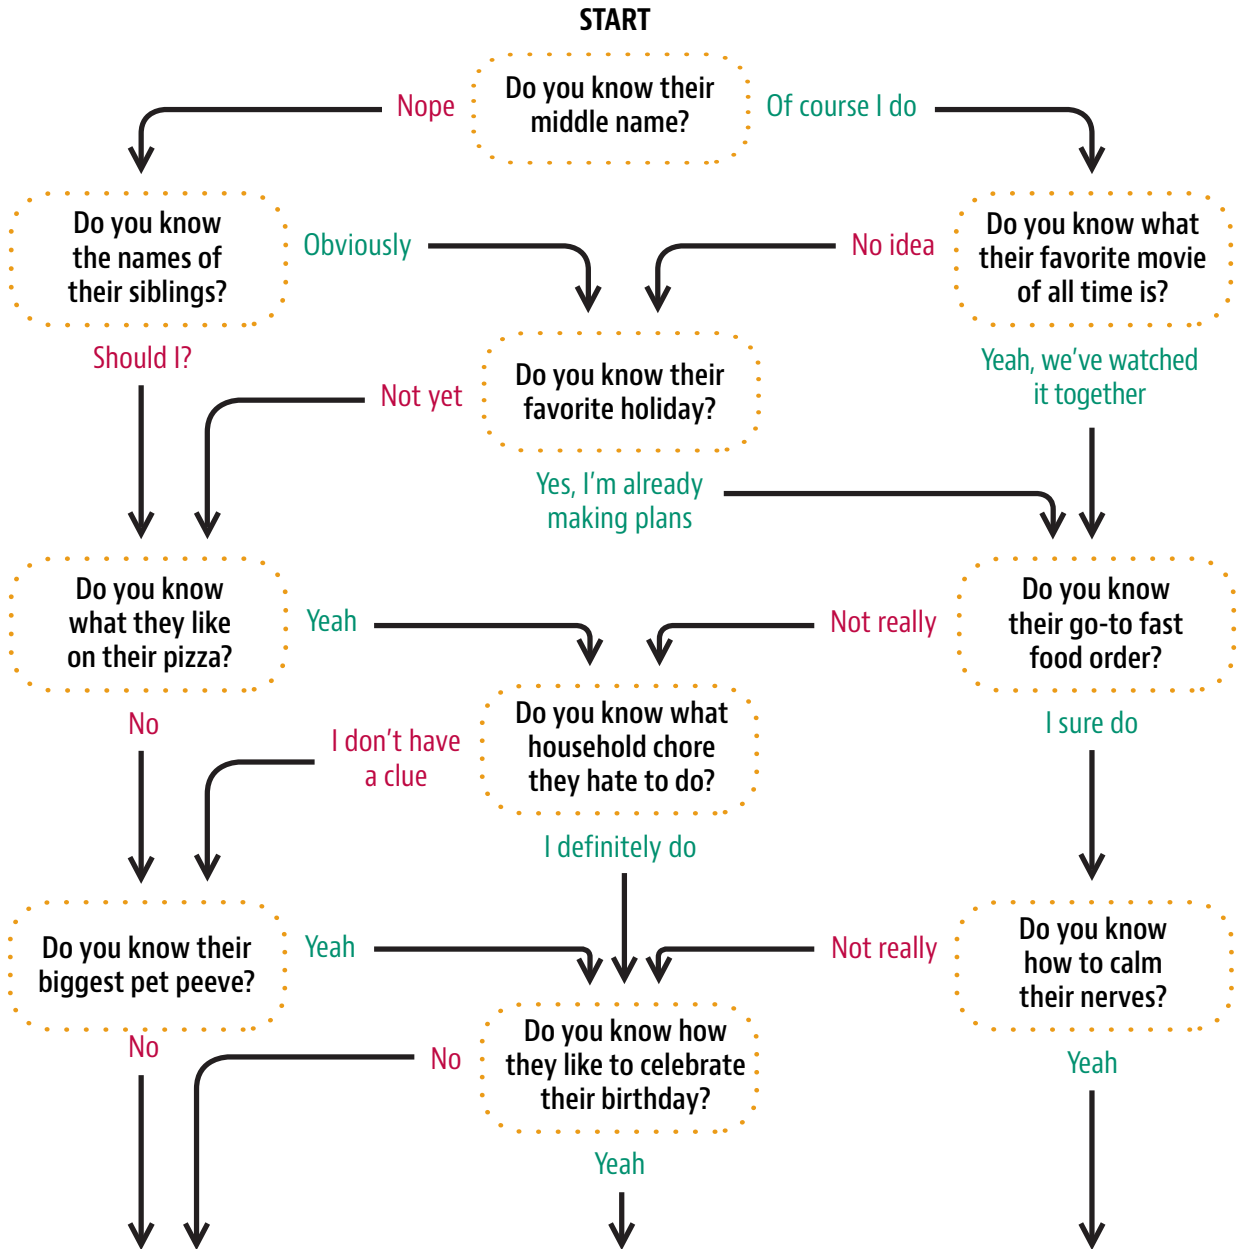 START
Do you know their
middle name?
Nope
Of course I do
Do you know
the names of
their siblings?
Obviously
No idea
Do you know what
their favorite movie
of all time is?
Should I?
Not yet
Do you know their
favorite holiday?
Yeah, we've watched
it together
Yes, I'm already
making plans
Do you know
what they like
on their pizza?
Yeah
Not really
Do you know
their go-to fast
food order?
No
I don't have
a clue
Do you know what
household chore
they hate to do?
I sure do
I definitely do
Do you know their
biggest pet peeve?
Yeah
Not really
Do you know
how to calm
their nerves?
No
No
Do you know how
they like to celebrate
their birthday?
Yeah
Yeah